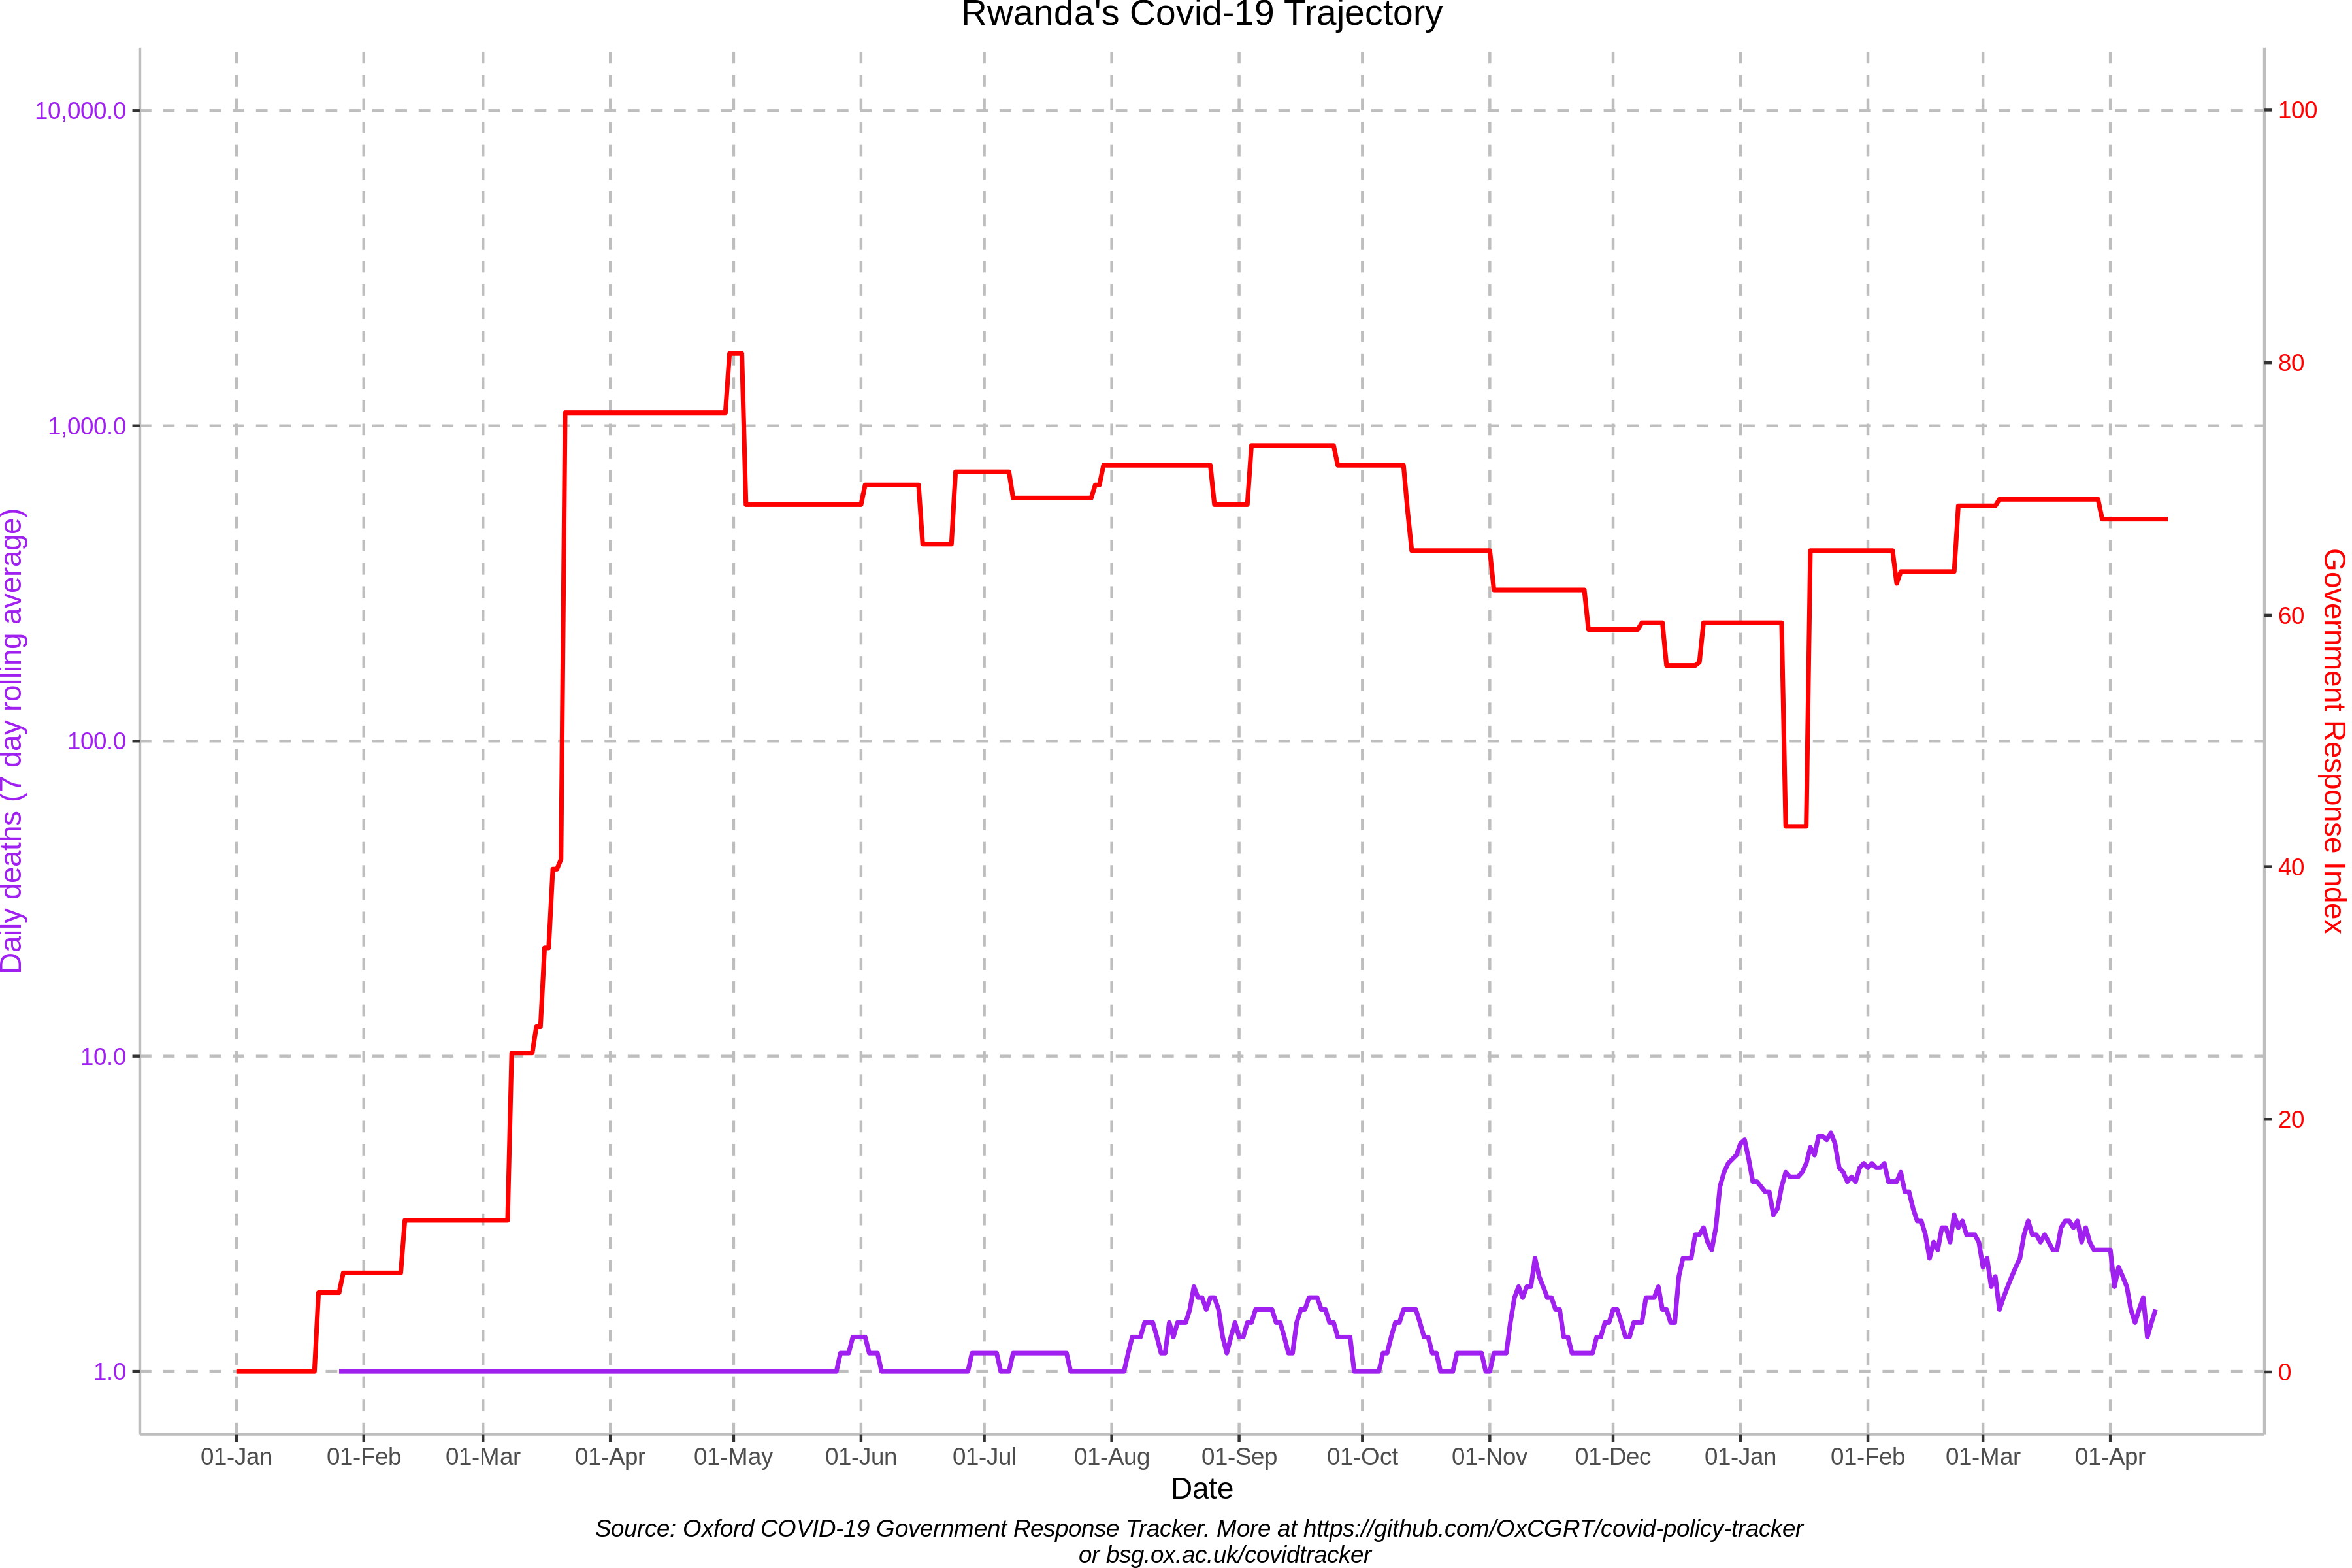 Rwanda's Covid-19 Trajectory
10,000.0
1,000.0
100.0
10.0
1.0
Daily deaths (7 day rolling average)
100
80
60
40
20
0
Government Response Index
01-Jan 01-Feb 01-Mar 01-Apr 01-May 01-Jun 01-Jul 01-Aug 01-Sep 01-Oct 01-Nov 01-Dec 01-Jan 01-Feb 01-Mar 01-Apr
Date
Source: Oxford COVID-19 Government Response Tracker. More at https://github.com/OxCGRT/covid-policy-tracker
or bsg.ox.ac.uk/covidtracker